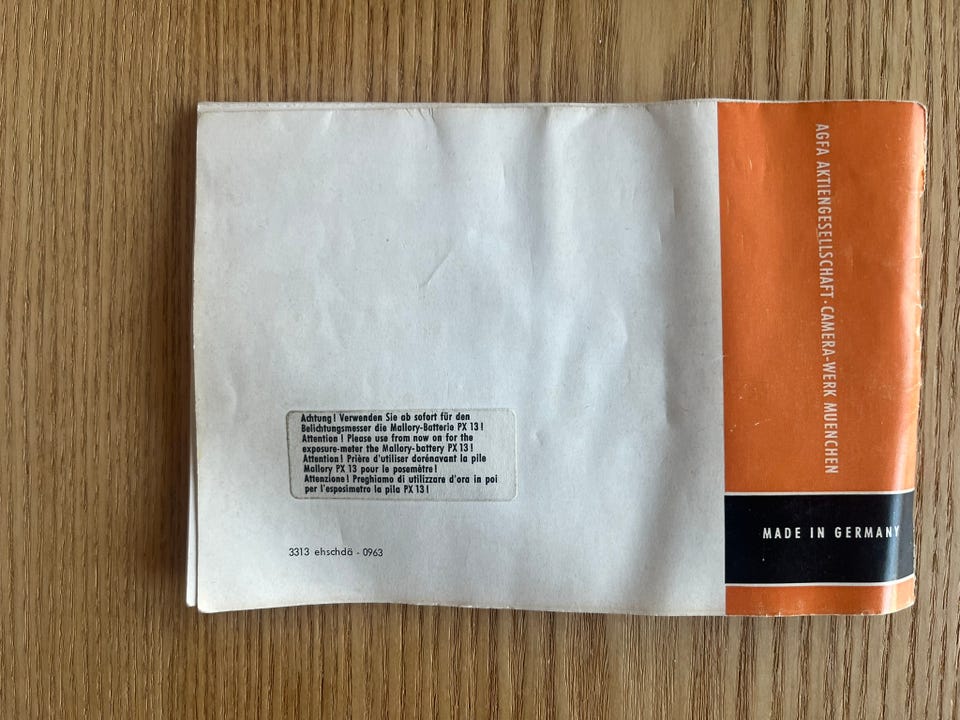 AGFA AKTIENGESELLSCHAFT · CAMERA-WERK MUENCHEN
Achtung! Verwenden Sie ab sofort für den
Belichtungsmesser die Mallory-Batterie PX 13!
Attention! Please use from now on for the
exposure-meter the Mallory-battery PX 13!
Attention! Prière d'utiliser dorénavant la pile
Mallory PX 13 pour le posemètre!
Attenzione! Preghiamo di utilizzare d'ora in poi
per l'esposimetro la pila PX 13!
MADE IN GERMANY
3313 ehschdä - 0963